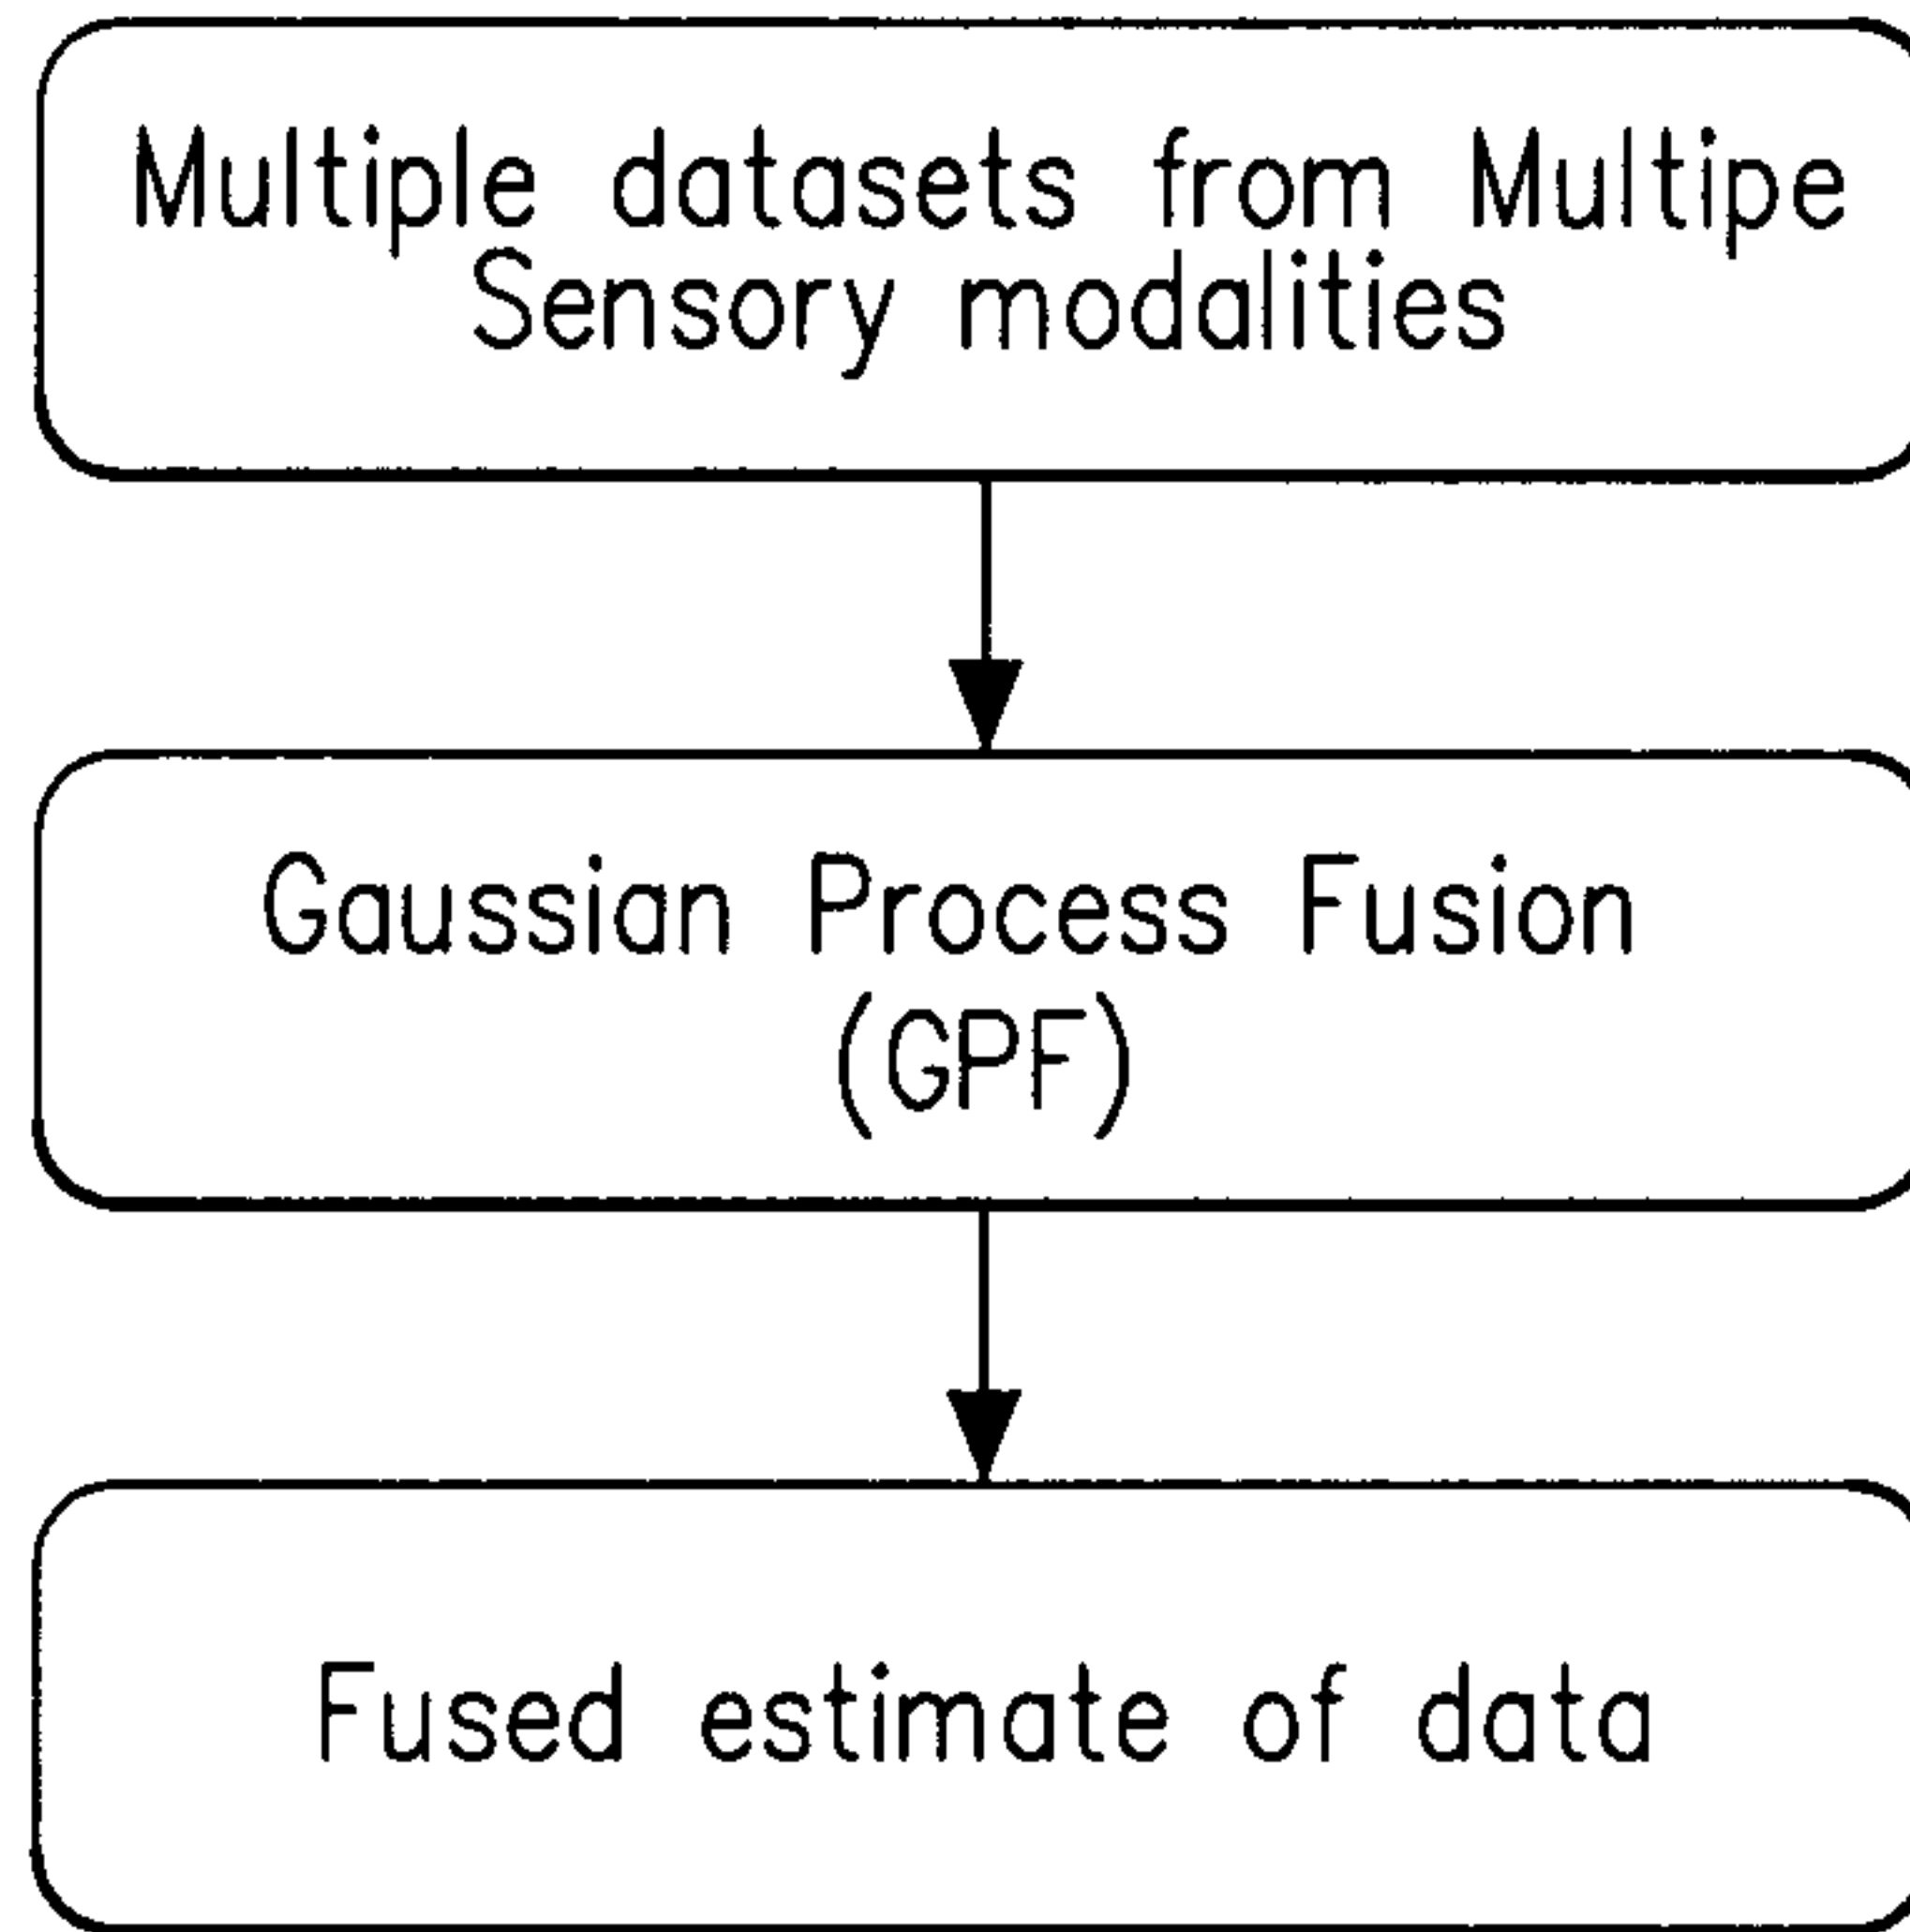 Multiple datasets from Multipe
Sensory modalities
Gaussian Process Fusion
(GPF)
Fused estimate of data